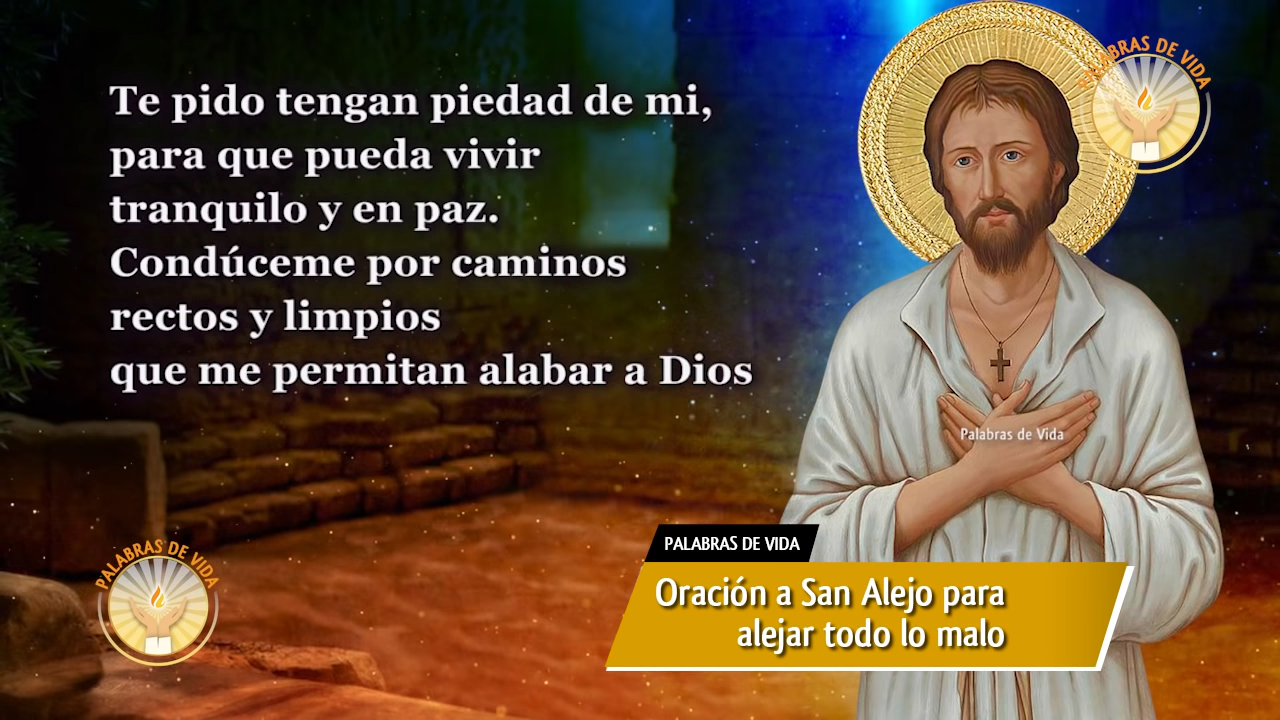 Te pido tengan piedad de mi,
para que pueda vivir
tranquilo y en paz.
Condúceme por caminos
rectos y limpios
que me permitan alabar a Dios
PALABRAS DE VIDA
Palabras de Vida
PALABRAS DE VIDA
Oración a San Alejo para
alejar todo lo malo
PALABRAS DE VIDA